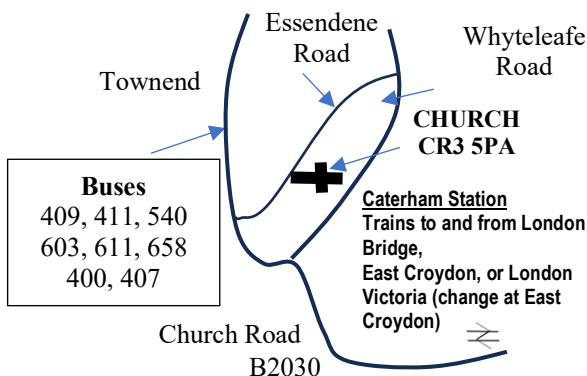 Essendene
Road
Whyteleafe
Road
Townend
CHURCH
CR3 5PA
Buses
409, 411, 540
603, 611, 658
400, 407
Caterham Station
Trains to and from London
Bridge,
East Croydon, or London
Victoria (change at East
Croydon)
Church Road
B2030